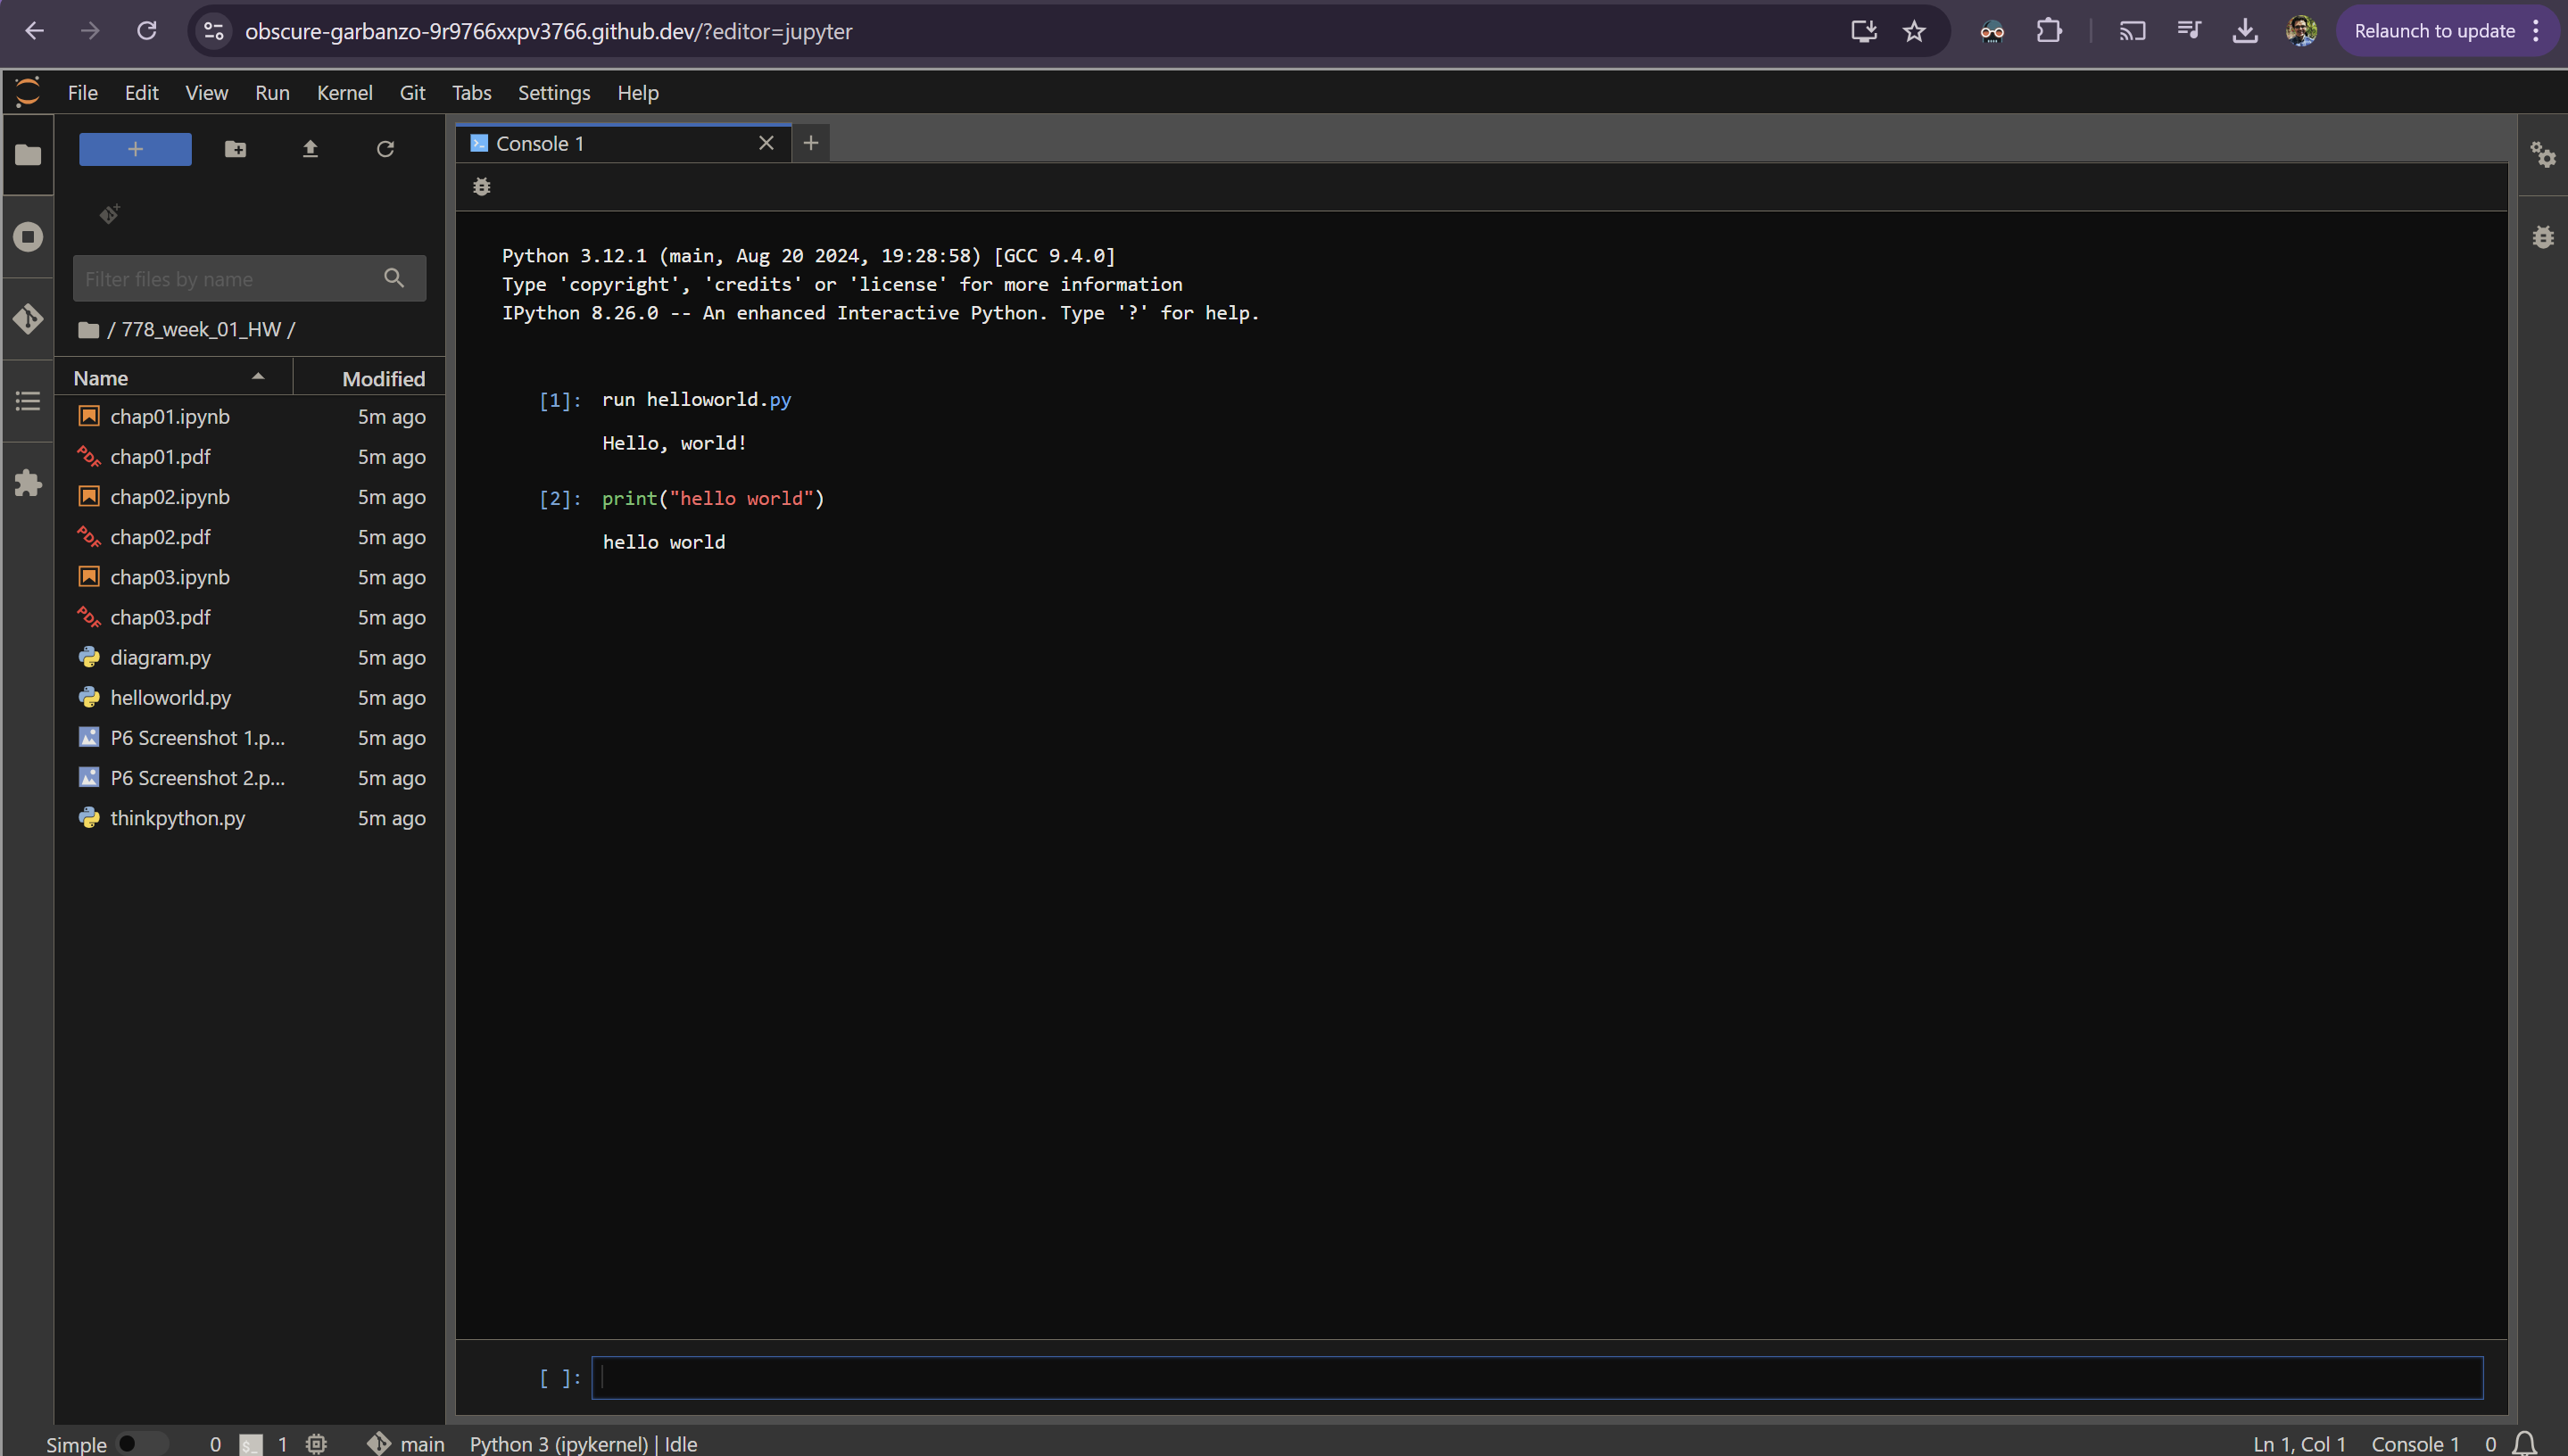 obscure-garbanzo-9r9766xxpv3766.github.dev/?editor=jupyter
Relaunch to update
File Edit View Run Kernel Git Tabs Settings Help
+
Filter files by name
/ 778_week_01_HW /
Name Modified
chap01.ipynb 5m ago
chap01.pdf 5m ago
chap02.ipynb 5m ago
chap02.pdf 5m ago
chap03.ipynb 5m ago
chap03.pdf 5m ago
diagram.py 5m ago
helloworld.py 5m ago
P6 Screenshot 1.p... 5m ago
P6 Screenshot 2.p... 5m ago
thinkpython.py 5m ago
Console 1
Python 3.12.1 (main, Aug 20 2024, 19:28:58) [GCC 9.4.0]
Type 'copyright', 'credits' or 'license' for more information
IPython 8.26.0 -- An enhanced Interactive Python. Type '?' for help.
[1]: run helloworld.py
Hello, world!
[2]: print("hello world")
hello world
[ ]:
Simple 0 $_ 1 main Python 3 (ipykernel) | Idle Ln 1, Col 1 Console 1 0